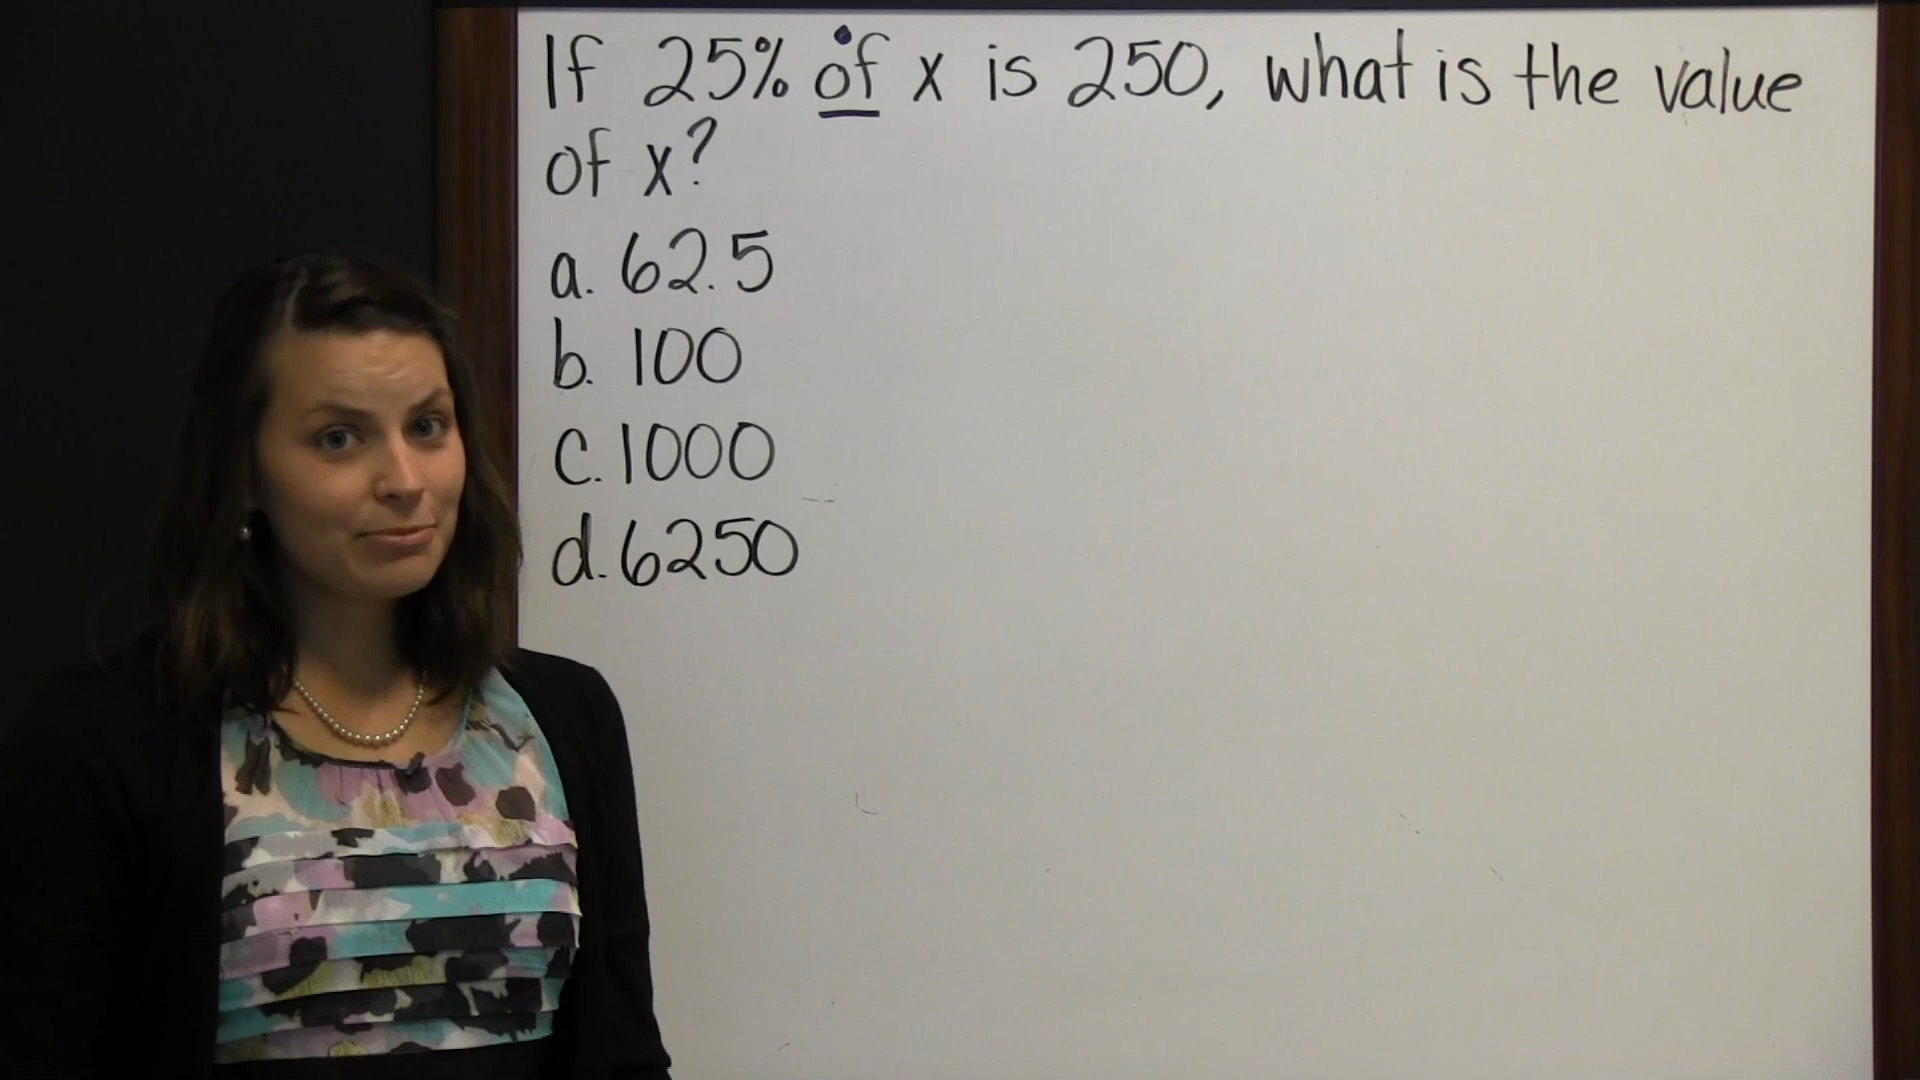 If 25% of x is 250, what is the value
of x?
a. 62.5
b. 100
c. 1000
d. 6250